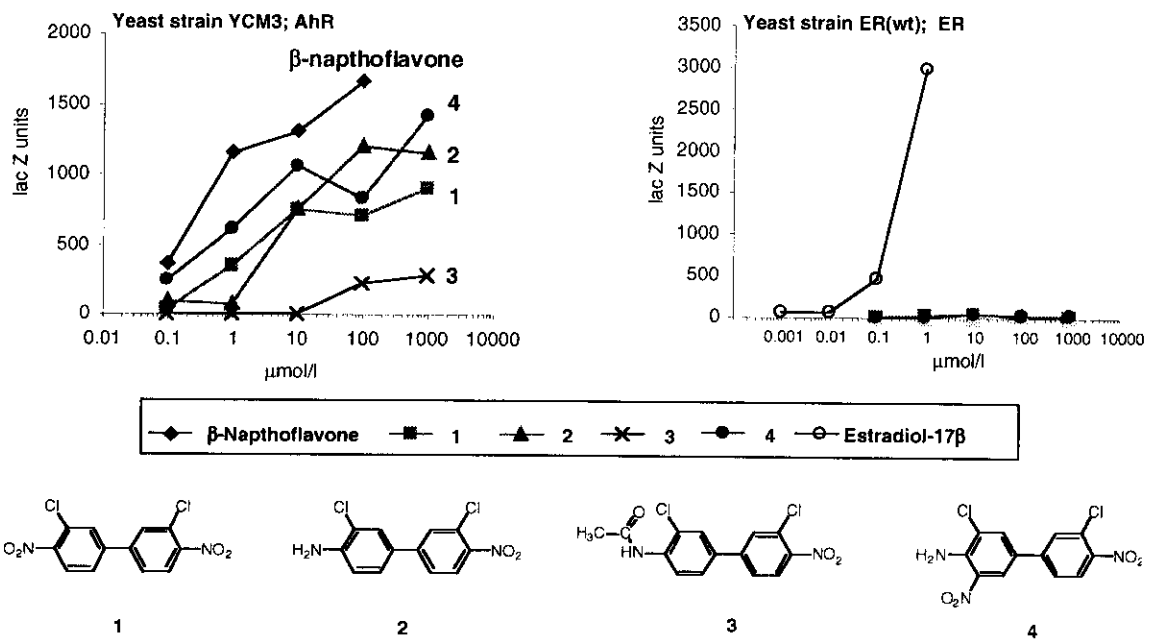 Yeast strain YCM3; AhR
2000
1500
1000
500
0
lac Z units
0.01 0.1 1 10 100 1000 10000
µmol/l
β-napthoflavone
4
2
1
3
Yeast strain ER(wt); ER
3500
3000
2500
2000
1500
1000
500
0
lac Z units
0.001 0.01 0.1 1 10 100 1000 10000
µmol/l
β-Napthoflavone 1 2 3 4 Estradiol-17β
Cl Cl
O₂N NO₂
1
Cl Cl
H₂N NO₂
2
O Cl Cl
H₃C C
HN NO₂
3
Cl Cl
H₂N NO₂
O₂N
4